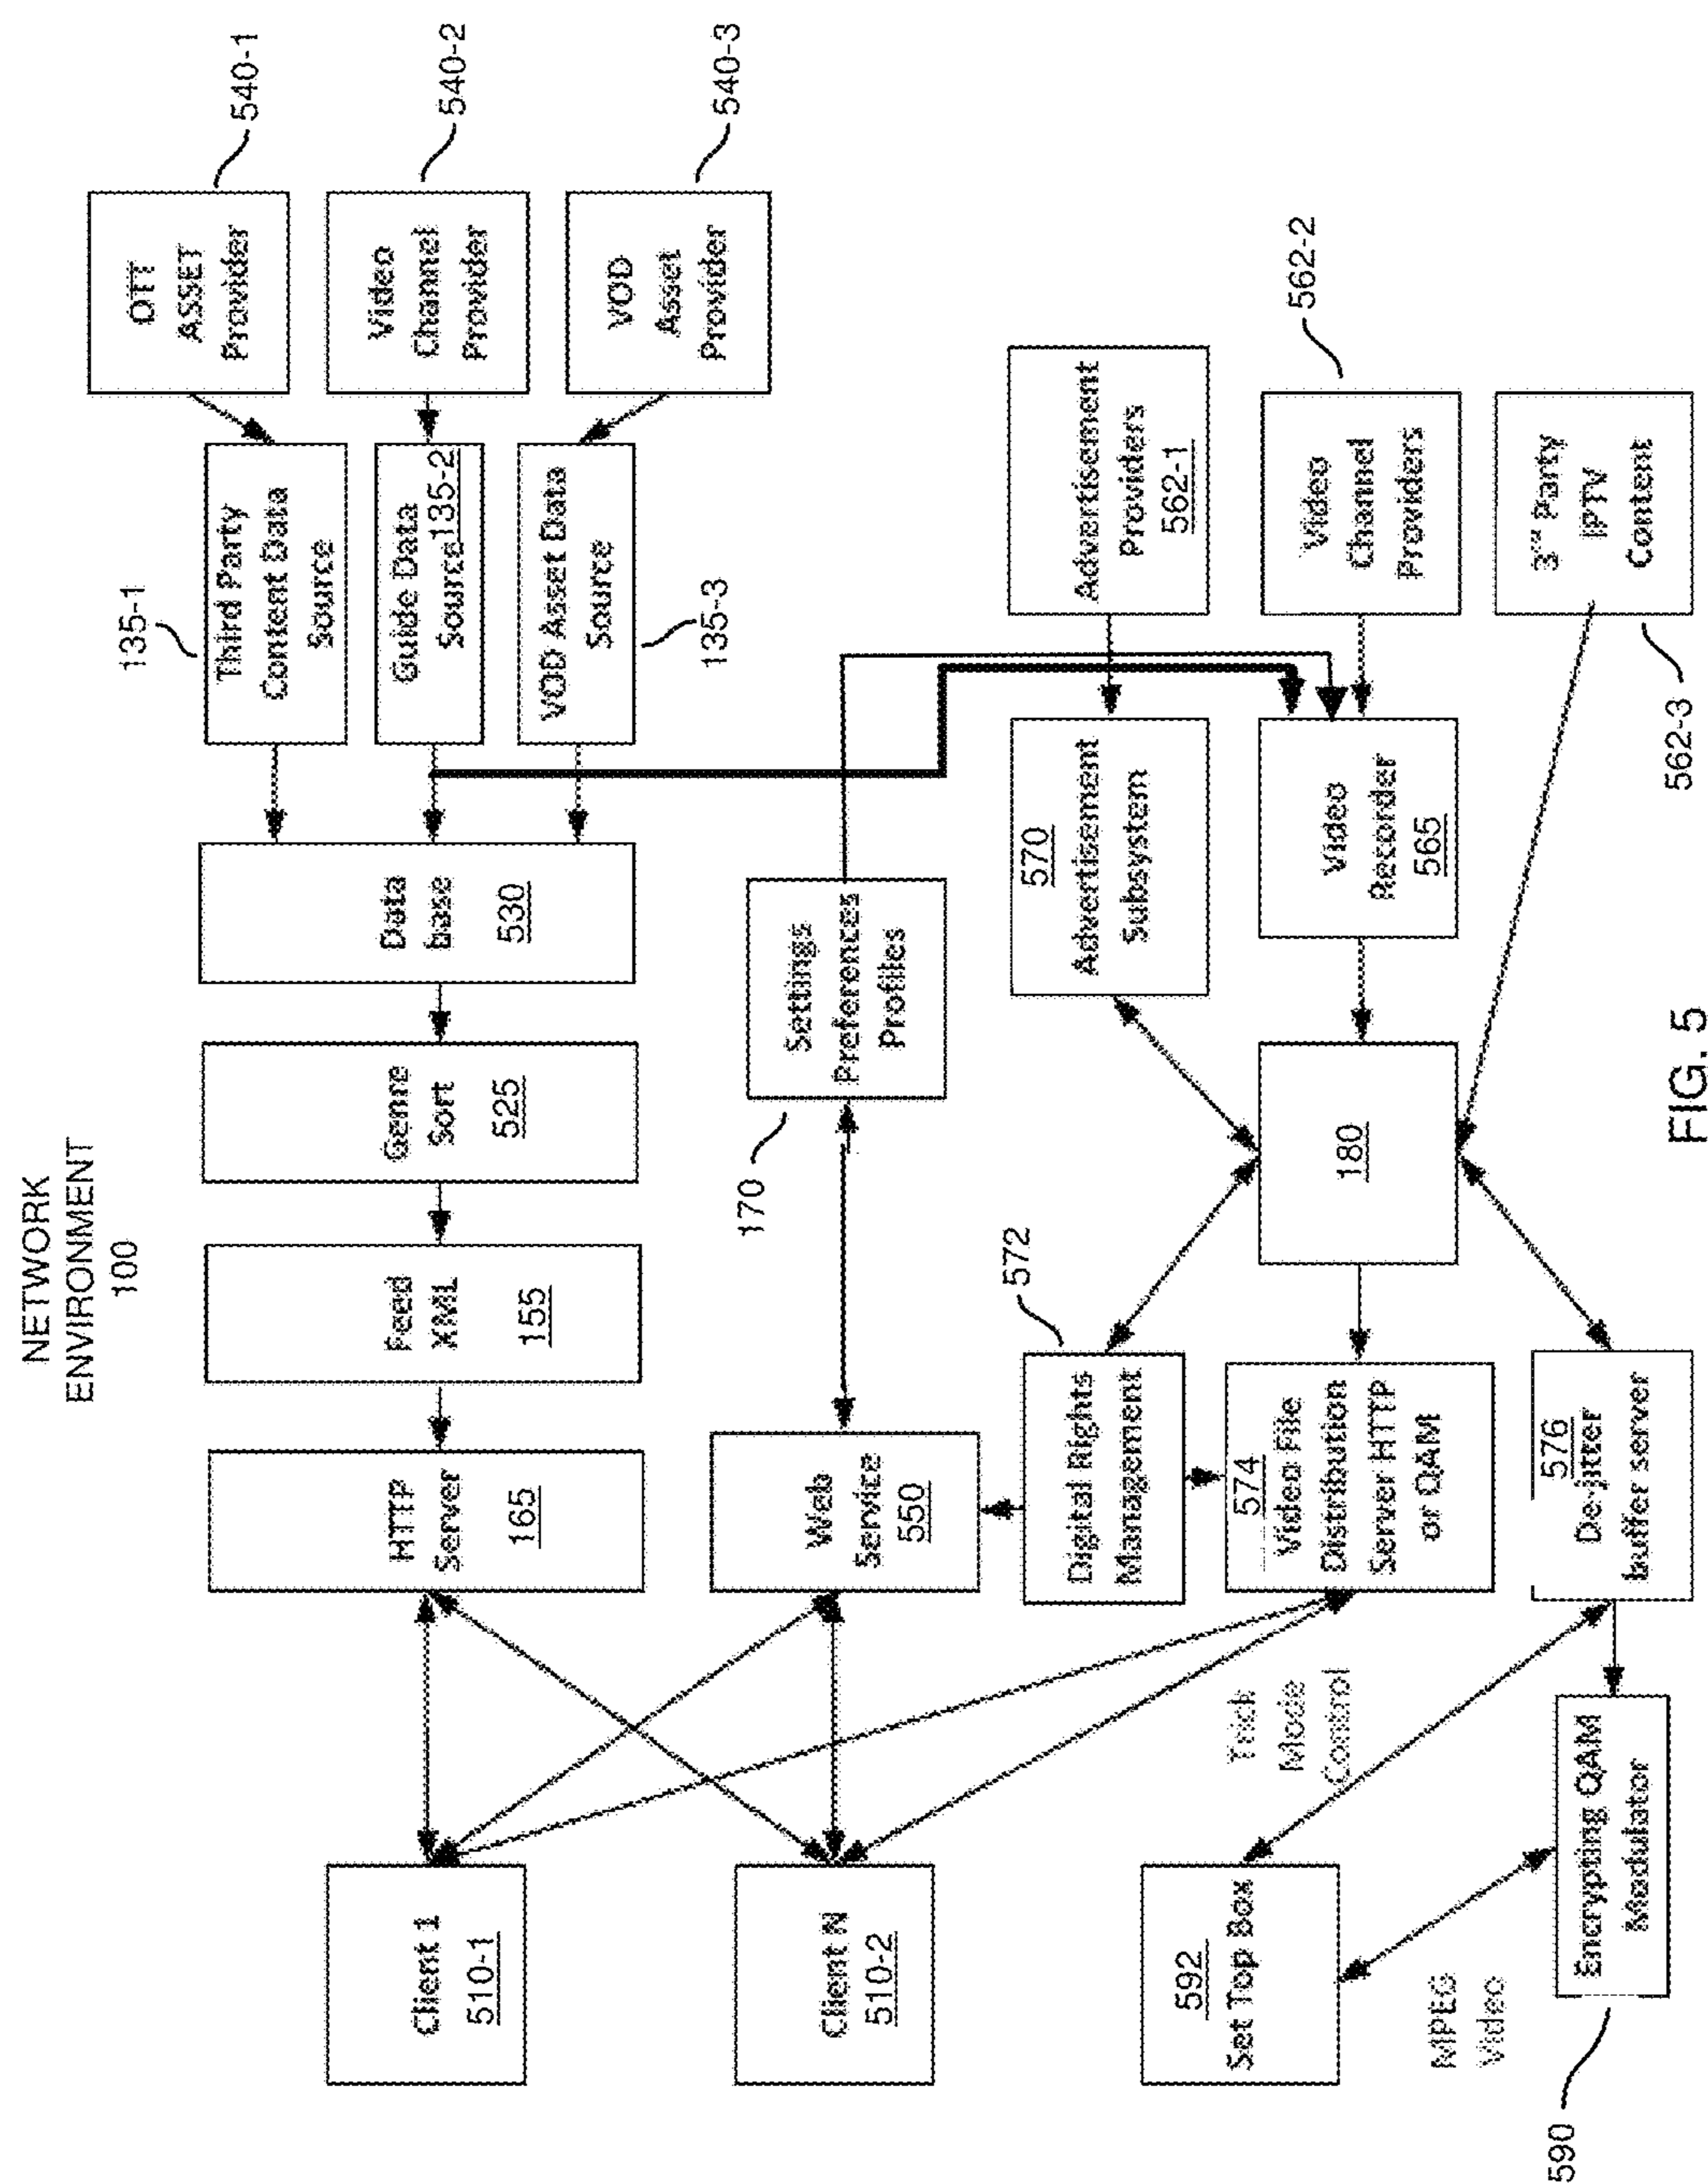 NETWORK
ENVIRONMENT
100
Client 1
510-1
HTTP
Server
165
Feed
XML
155
Genre
Sort
525
Data
base
530
135-1
Third Party
Content Data
Source
Guide Data
Source 135-2
VOD Asset Data
Source
135-3
OTT
ASSET
Provider
540-1
Video
Channel
Provider
540-2
VOD
Asset
Provider
540-3
Client N
510-2
Web
Service
550
170
Settings
Preferences
Profiles
572
Digital Rights
Management
570
Advertisement
Subsystem
Advertisement
Providers
562-1
592
Set Top Box
Trick
Mode
Control
574
Video File
Distribution
Server HTTP
or QAM
180
Video
Recorder
565
Video
Channel
Providers
562-2
MPEG
Video
590
Encrypting QAM
Modulator
576
De-jitter
buffer server
3rd Party
IPTV
Content
562-3
FIG. 5